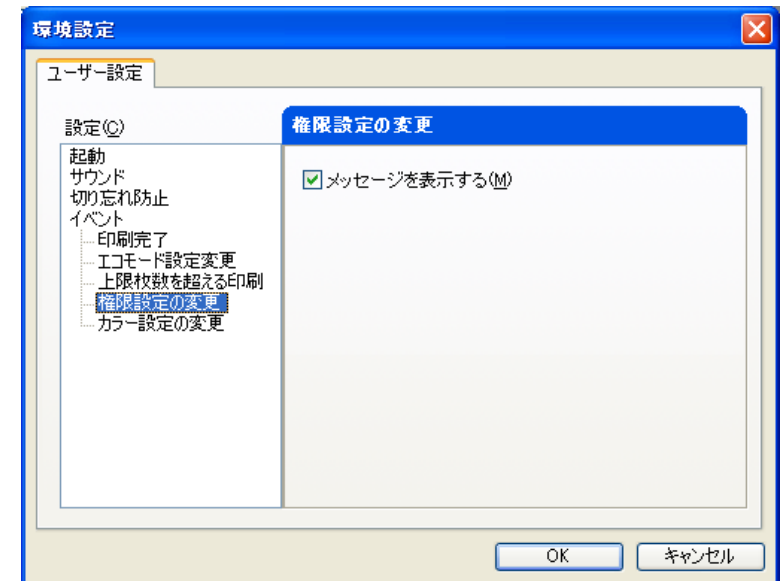 環境設定
ユーザー設定
設定(C)
起動
サウンド
切り忘れ防止
イベント
印刷完了
エコモード設定変更
上限枚数を超える印刷
権限設定の変更
カラー設定の変更
権限設定の変更
メッセージを表示する(M)
OK
キャンセル